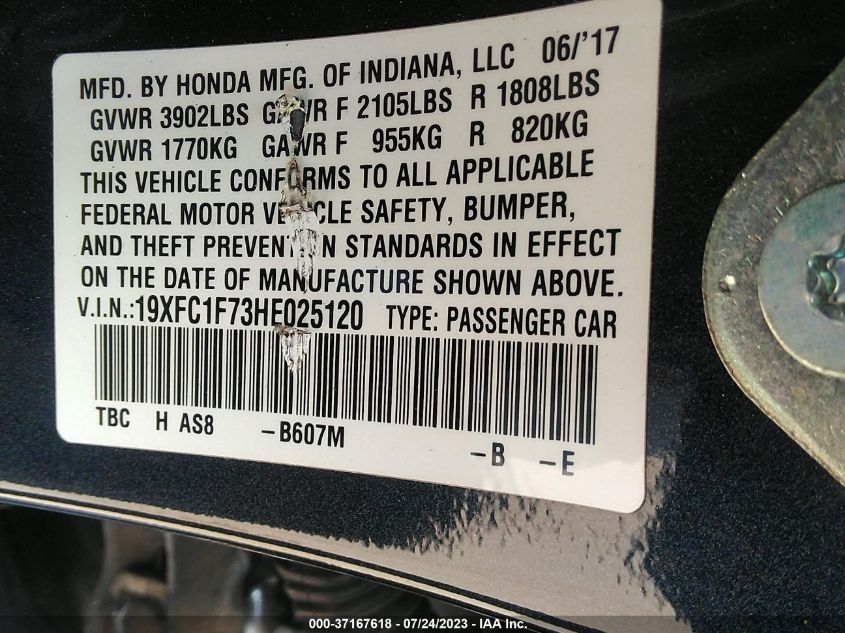 MFD. BY HONDA MFG. OF INDIANA, LLC 06/'17
GVWR 3902LBS GAWR F 2105LBS R 1808LBS
GVWR 1770KG GAWR F 955KG R 820KG
THIS VEHICLE CONFORMS TO ALL APPLICABLE
FEDERAL MOTOR VEHICLE SAFETY, BUMPER,
AND THEFT PREVENTION STANDARDS IN EFFECT
ON THE DATE OF MANUFACTURE SHOWN ABOVE.
V.I.N.:19XFC1F73HE025120 TYPE: PASSENGER CAR
TBC H AS8 -B607M -B -E
000-37167618 / 07/24/2023 - IAA Inc.